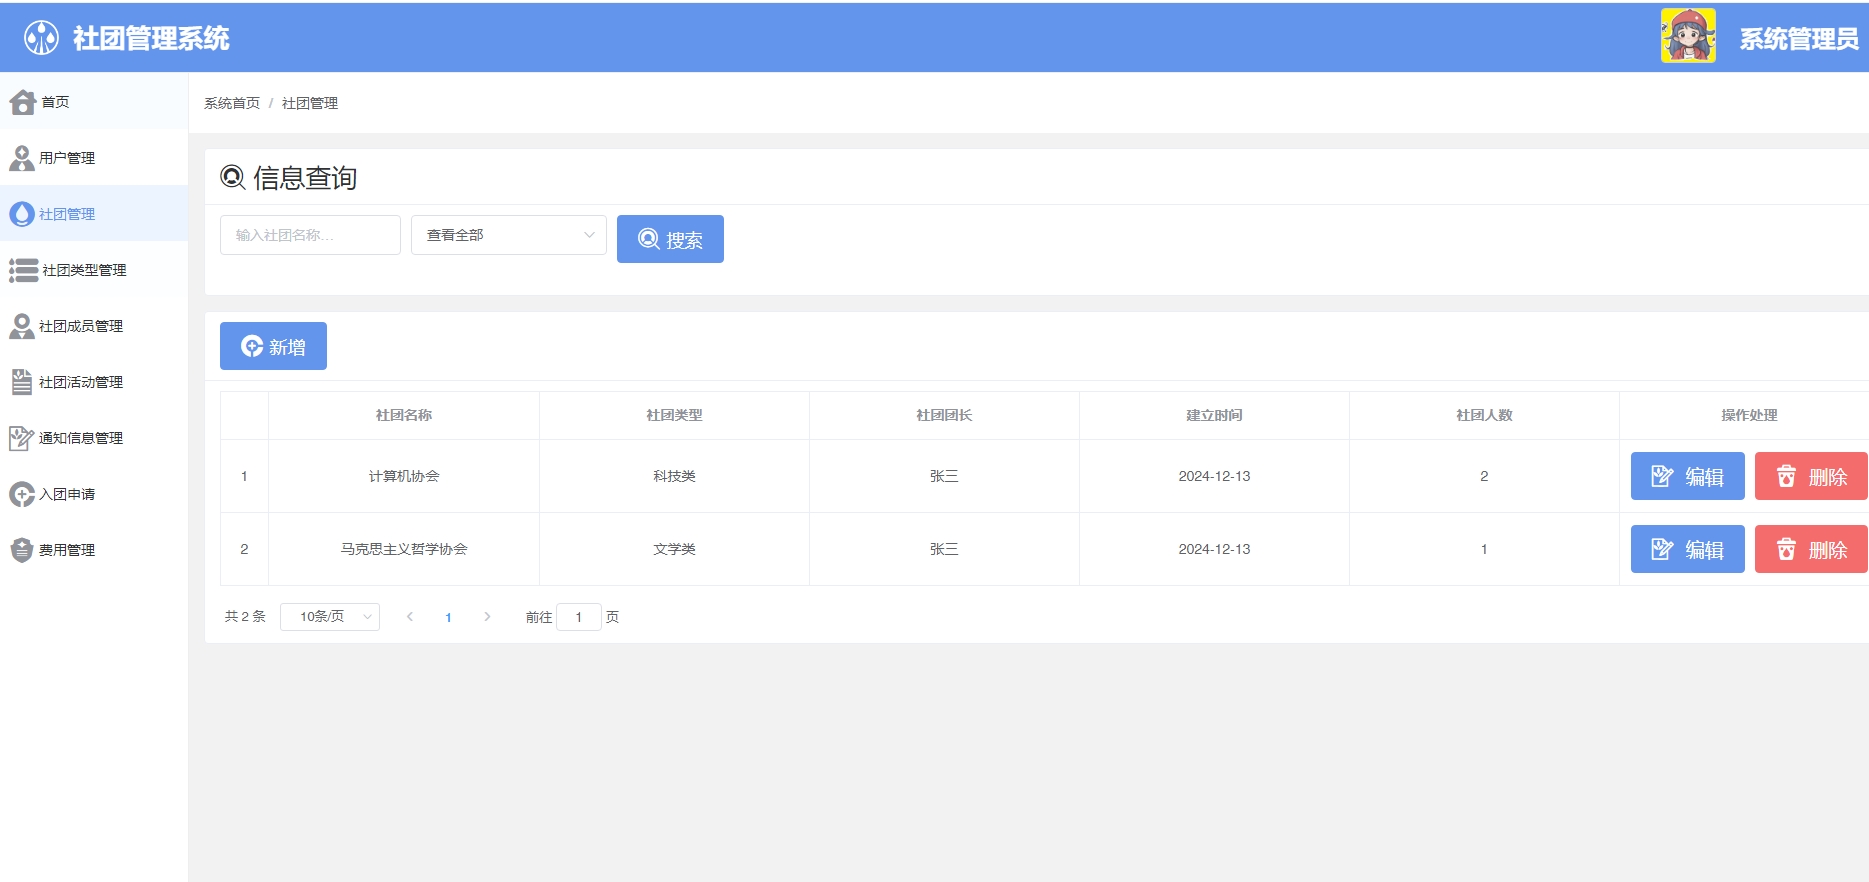 社团管理系统
系统管理员
首页
用户管理
社团管理
社团类型管理
社团成员管理
社团活动管理
通知信息管理
入团申请
费用管理
系统首页 / 社团管理
信息查询
输入社团名称... 查看全部 搜索
新增
社团名称 社团类型 社团团长 建立时间 社团人数 操作处理
1 计算机协会 科技类 张三 2024-12-13 2 编辑 删除
2 马克思主义哲学协会 文学类 张三 2024-12-13 1 编辑 删除
共 2 条 10条/页 < 1 > 前往 1 页